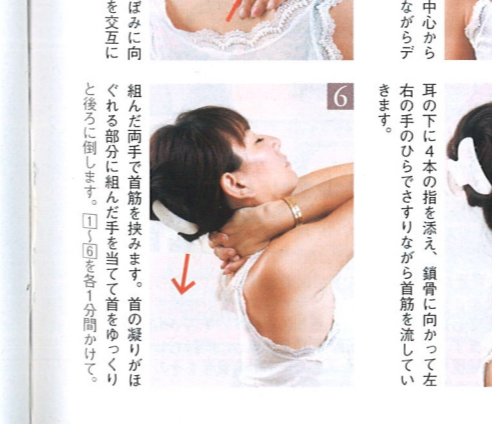 中心から
ながらデ
ぼみに向
を交互に
耳の下に４本の指を添え、鎖骨に向かって左
右の手のひらでさすりながら首筋を流してい
きます。
6
組んだ両手で首筋を挟みます。首の凝りがほ
ぐれる部分に組んだ手を当てて首をゆっくり
と後ろに倒します。1〜6を各１分間かけて。